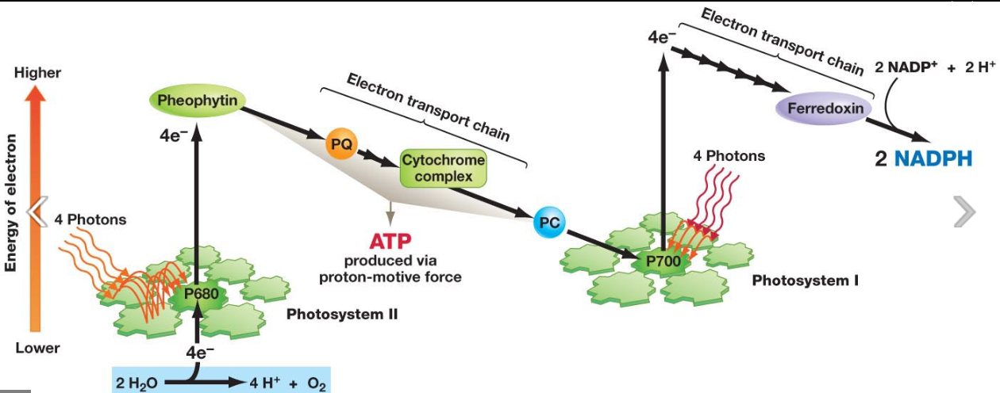 Higher
Energy of electron
Lower
4 Photons
Pheophytin
4e⁻
P680
4e⁻
2 H₂O
4 H⁺ + O₂
Photosystem II
Electron transport chain
PQ
Cytochrome
complex
PC
ATP
produced via
proton-motive force
4e⁻
Electron transport chain
Ferredoxin
2 NADP⁺ + 2 H⁺
2 NADPH
4 Photons
P700
Photosystem I